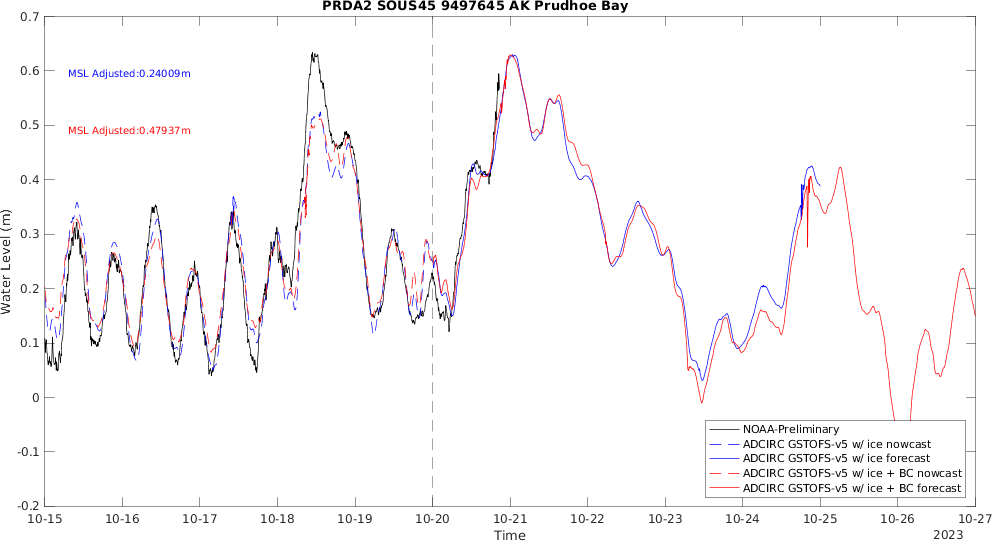 PRDA2 SOUS45 9497645 AK Prudhoe Bay
0.7
0.6
0.5
0.4
0.3
0.2
0.1
0
-0.1
-0.2
Water Level (m)
MSL Adjusted:0.24009m
MSL Adjusted:0.47937m
NOAA-Preliminary
ADCIRC GSTOFS-v5 w/ ice nowcast
ADCIRC GSTOFS-v5 w/ ice forecast
ADCIRC GSTOFS-v5 w/ ice + BC nowcast
ADCIRC GSTOFS-v5 w/ ice + BC forecast
10-15 10-16 10-17 10-18 10-19 10-20 10-21 10-22 10-23 10-24 10-25 10-26 10-27
Time
2023